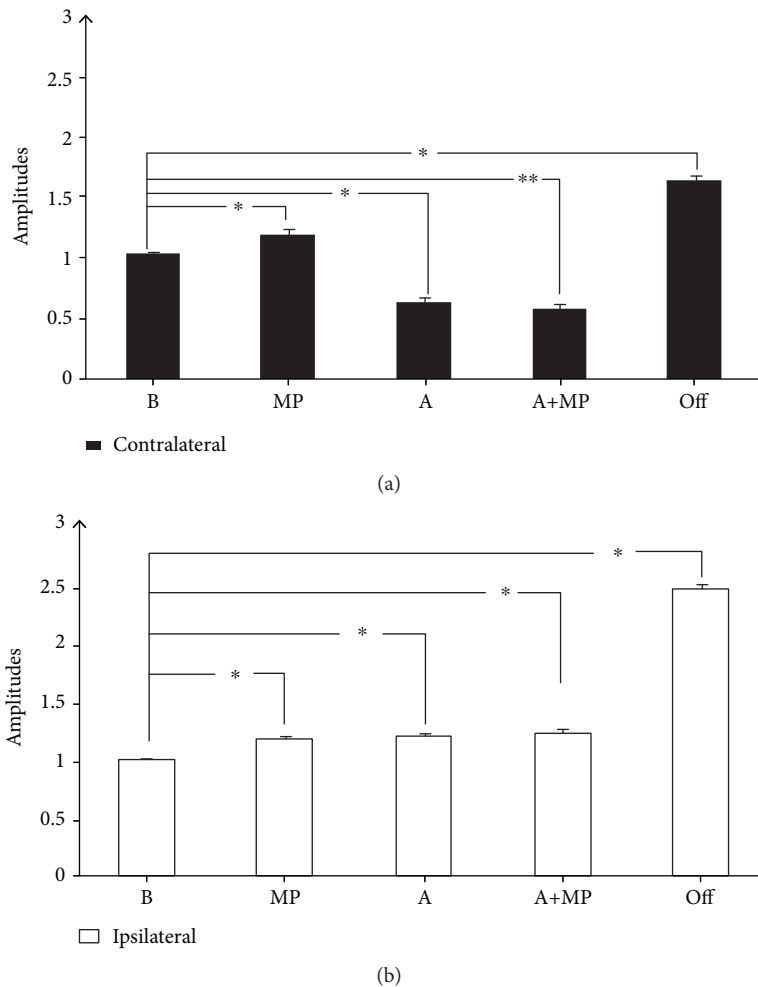 3
2.5
2
1.5
1
0.5
0
Amplitudes
*
**
*
*
B MP A A+MP Off
Contralateral
(a)
3
2.5
2
1.5
1
0.5
0
Amplitudes
*
*
*
*
B MP A A+MP Off
Ipsilateral
(b)